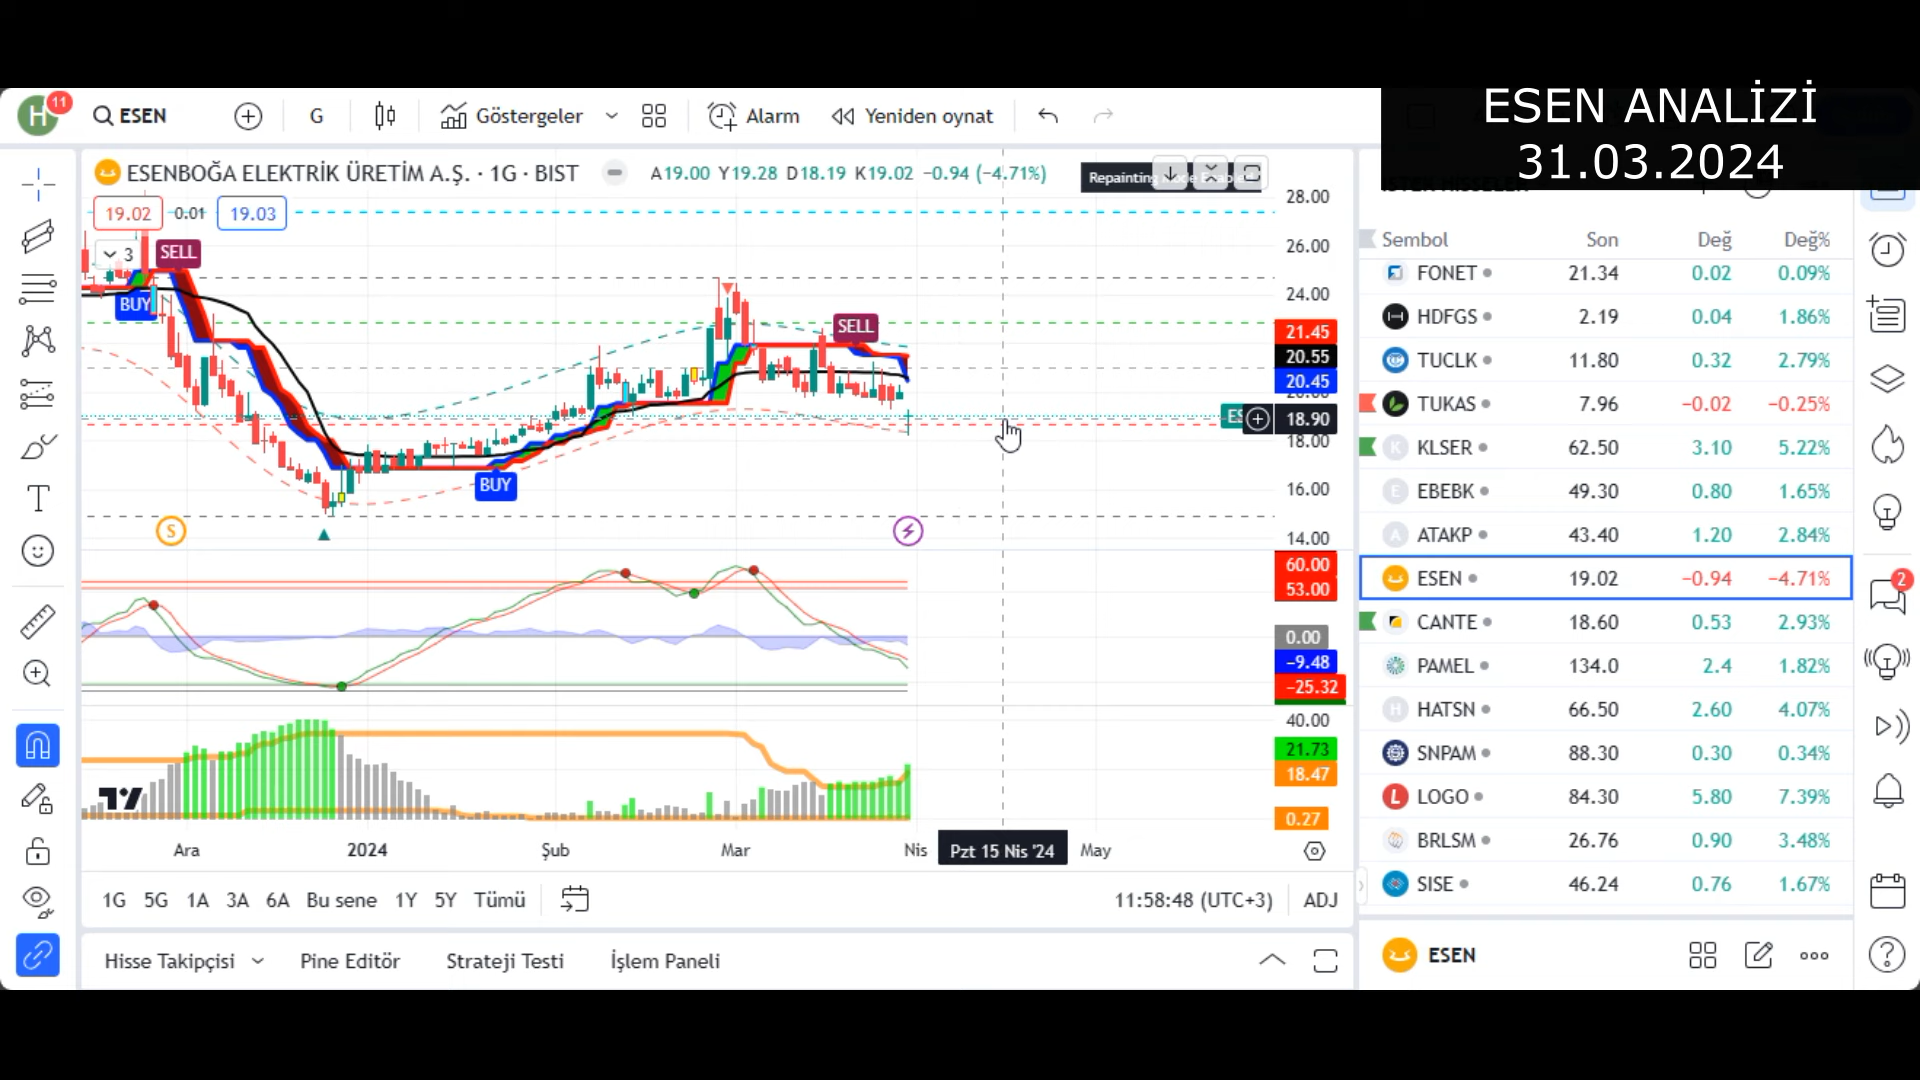 ESEN ANALİZİ
31.03.2024
H 11 ESEN G Göstergeler Alarm Yeniden oynat
ESENBOĞA ELEKTRİK ÜRETİM A.Ş. · 1G · BIST A19.00 Y19.28 D18.19 K19.02 −0.94 (−4.71%)
Repainting
19.02 0.01 19.03
3
SELL
BUY
SELL
BUY
S
28.00
26.00
24.00
21.45
20.55
20.45
20.00
ES 18.90
18.00
16.00
14.00
60.00
53.00
0.00
−9.48
−25.32
40.00
21.73
18.47
0.27
Ara 2024 Şub Mar Nis Pzt 15 Nis '24 May
1G 5G 1A 3A 6A Bu sene 1Y 5Y Tümü 11:58:48 (UTC+3) ADJ
Hisse Takipçisi Pine Editör Strateji Testi İşlem Paneli
Sembol Son Değ Değ%
FONET 21.34 0.02 0.09%
HDFGS 2.19 0.04 1.86%
TUCLK 11.80 0.32 2.79%
TUKAS 7.96 −0.02 −0.25%
K KLSER 62.50 3.10 5.22%
E EBEBK 49.30 0.80 1.65%
A ATAKP 43.40 1.20 2.84%
ESEN 19.02 −0.94 −4.71%
CANTE 18.60 0.53 2.93%
PAMEL 134.0 2.4 1.82%
H HATSN 66.50 2.60 4.07%
SNPAM 88.30 0.30 0.34%
L LOGO 84.30 5.80 7.39%
BRLSM 26.76 0.90 3.48%
SISE 46.24 0.76 1.67%
ESEN
2